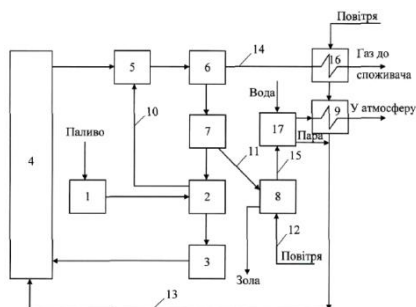 Повітря
14
16
Газ до
споживача
5
6
Вода
9
У атмосферу
10
7
17
Пара
4
Паливо
11
15
1
2
8
12
3
Зола
Повітря
13